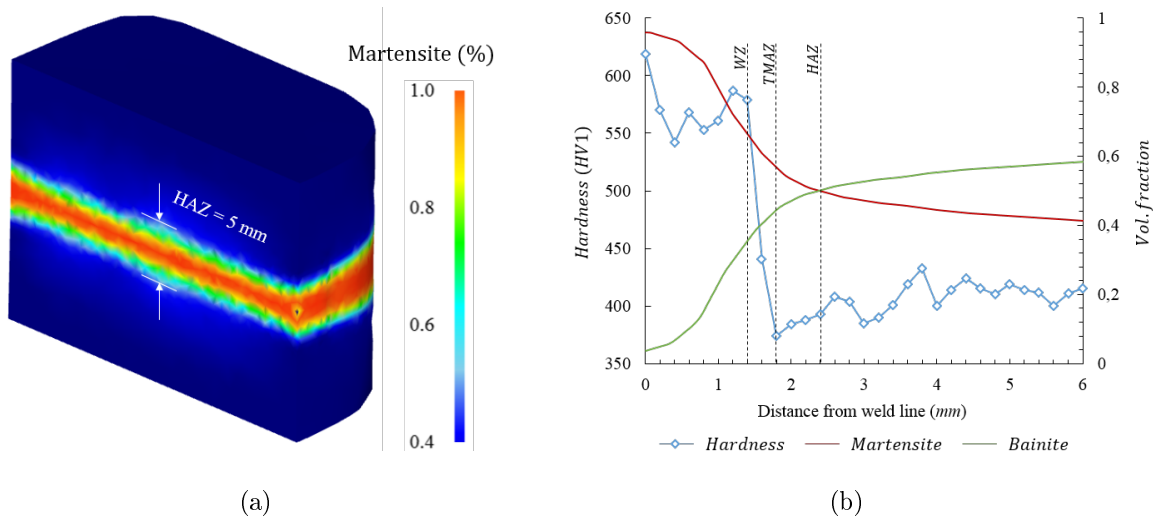 Martensite (%)
1.0
0.8
0.6
0.4
HAZ = 5 mm
(a)
Hardness (HV1)
650
600
550
500
450
400
350
WZ
TMAZ
HAZ
1
0,8
0,6
0,4
0,2
0
Vol. fraction
0 1 2 3 4 5 6
Distance from weld line (mm)
Hardness Martensite Bainite
(b)